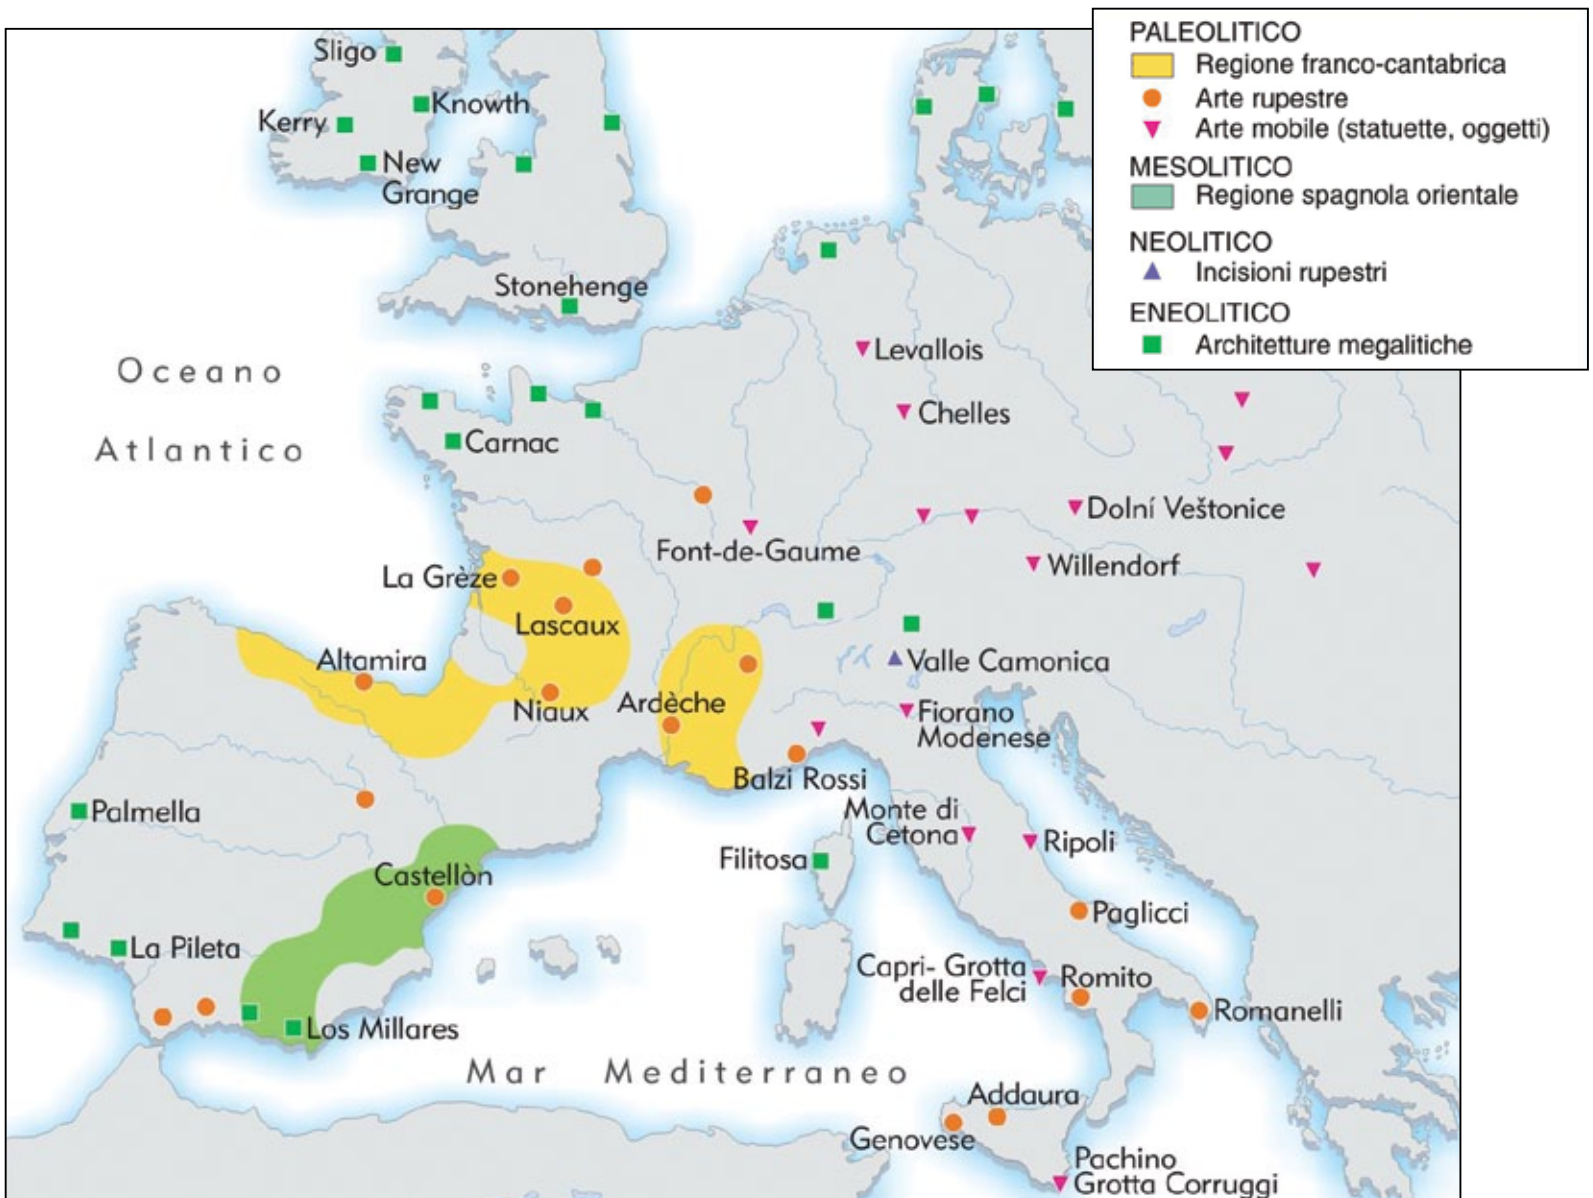 PALEOLITICO
Regione franco-cantabrica
Arte rupestre
Arte mobile (statuette, oggetti)
MESOLITICO
Regione spagnola orientale
NEOLITICO
Incisioni rupestri
ENEOLITICO
Architetture megalitiche
Sligo
Knowth
Kerry
New
Grange
Stonehenge
Oceano
Atlantico
Levallois
Chelles
Carnac
Dolní Veštonice
Font-de-Gaume
Willendorf
La Grèze
Lascaux
Altamira
Valle Camonica
Niaux
Ardèche
Fiorano
Modenese
Balzi Rossi
Palmella
Monte di
Cetona
Ripoli
Filitosa
Castellòn
Paglicci
La Pileta
Capri- Grotta
delle Felci
Romito
Romanelli
Los Millares
Mar Mediterraneo
Addaura
Genovese
Pachino
Grotta Corruggi